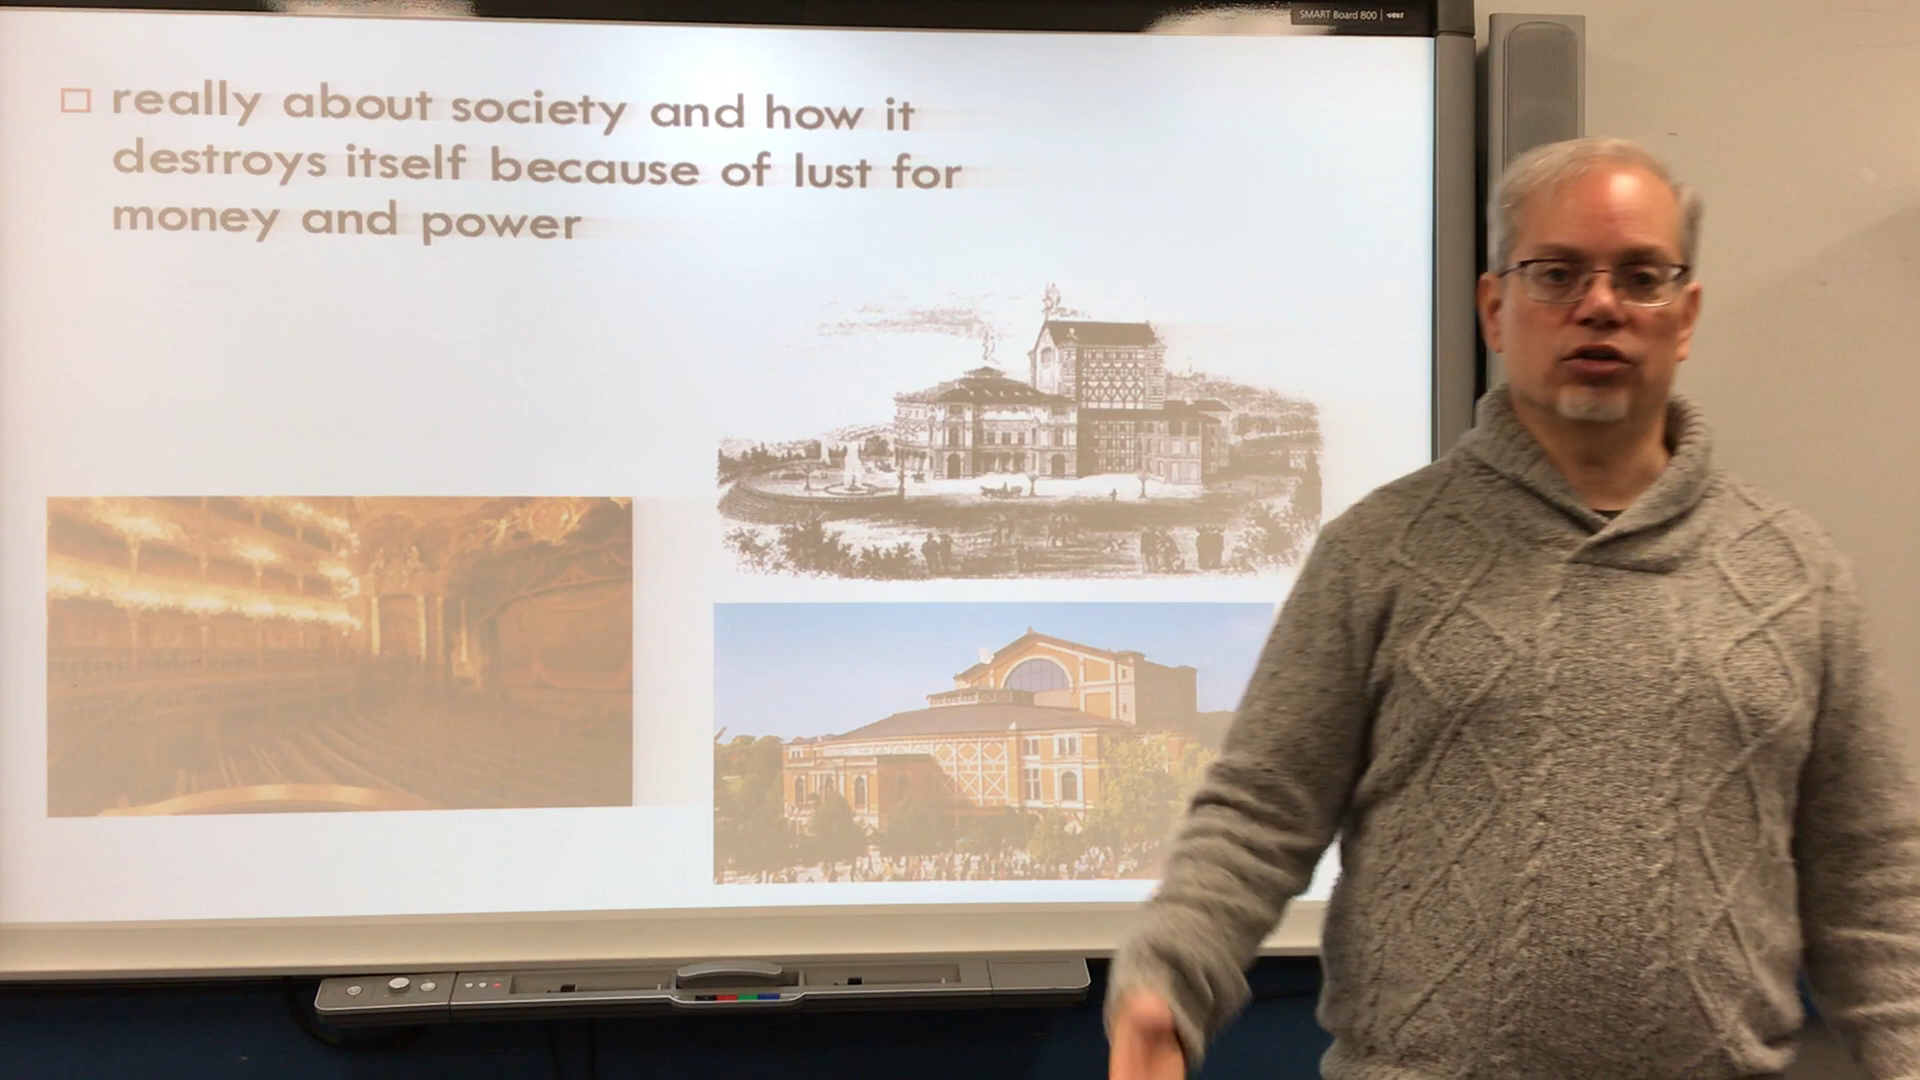 SMART Board 800
really about society and how it
destroys itself because of lust for
money and power